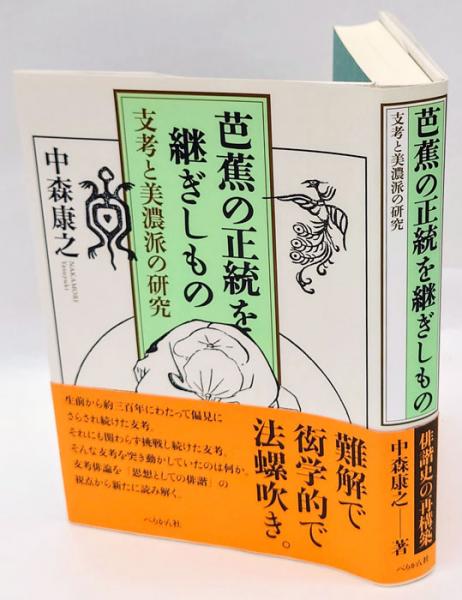 芭蕉の正統を
継ぎしもの
支考と美濃派の研究
中森康之
NAKAMORI
Yasuyuki
難解で
衒学的で
法螺吹き。
生前から約三百年にわたって偏見に
さらされ続けた支考。
それにも関わらず挑戦し続けた支考。
そんな支考を突き動かしていたのは何か。
支考俳論を「思想としての俳諧」の
視点から新たに読み解く。
ぺりかん社
芭蕉の正統を継ぎしもの
支考と美濃派の研究
俳諧史の再構築
中森康之―著
ぺりかん社